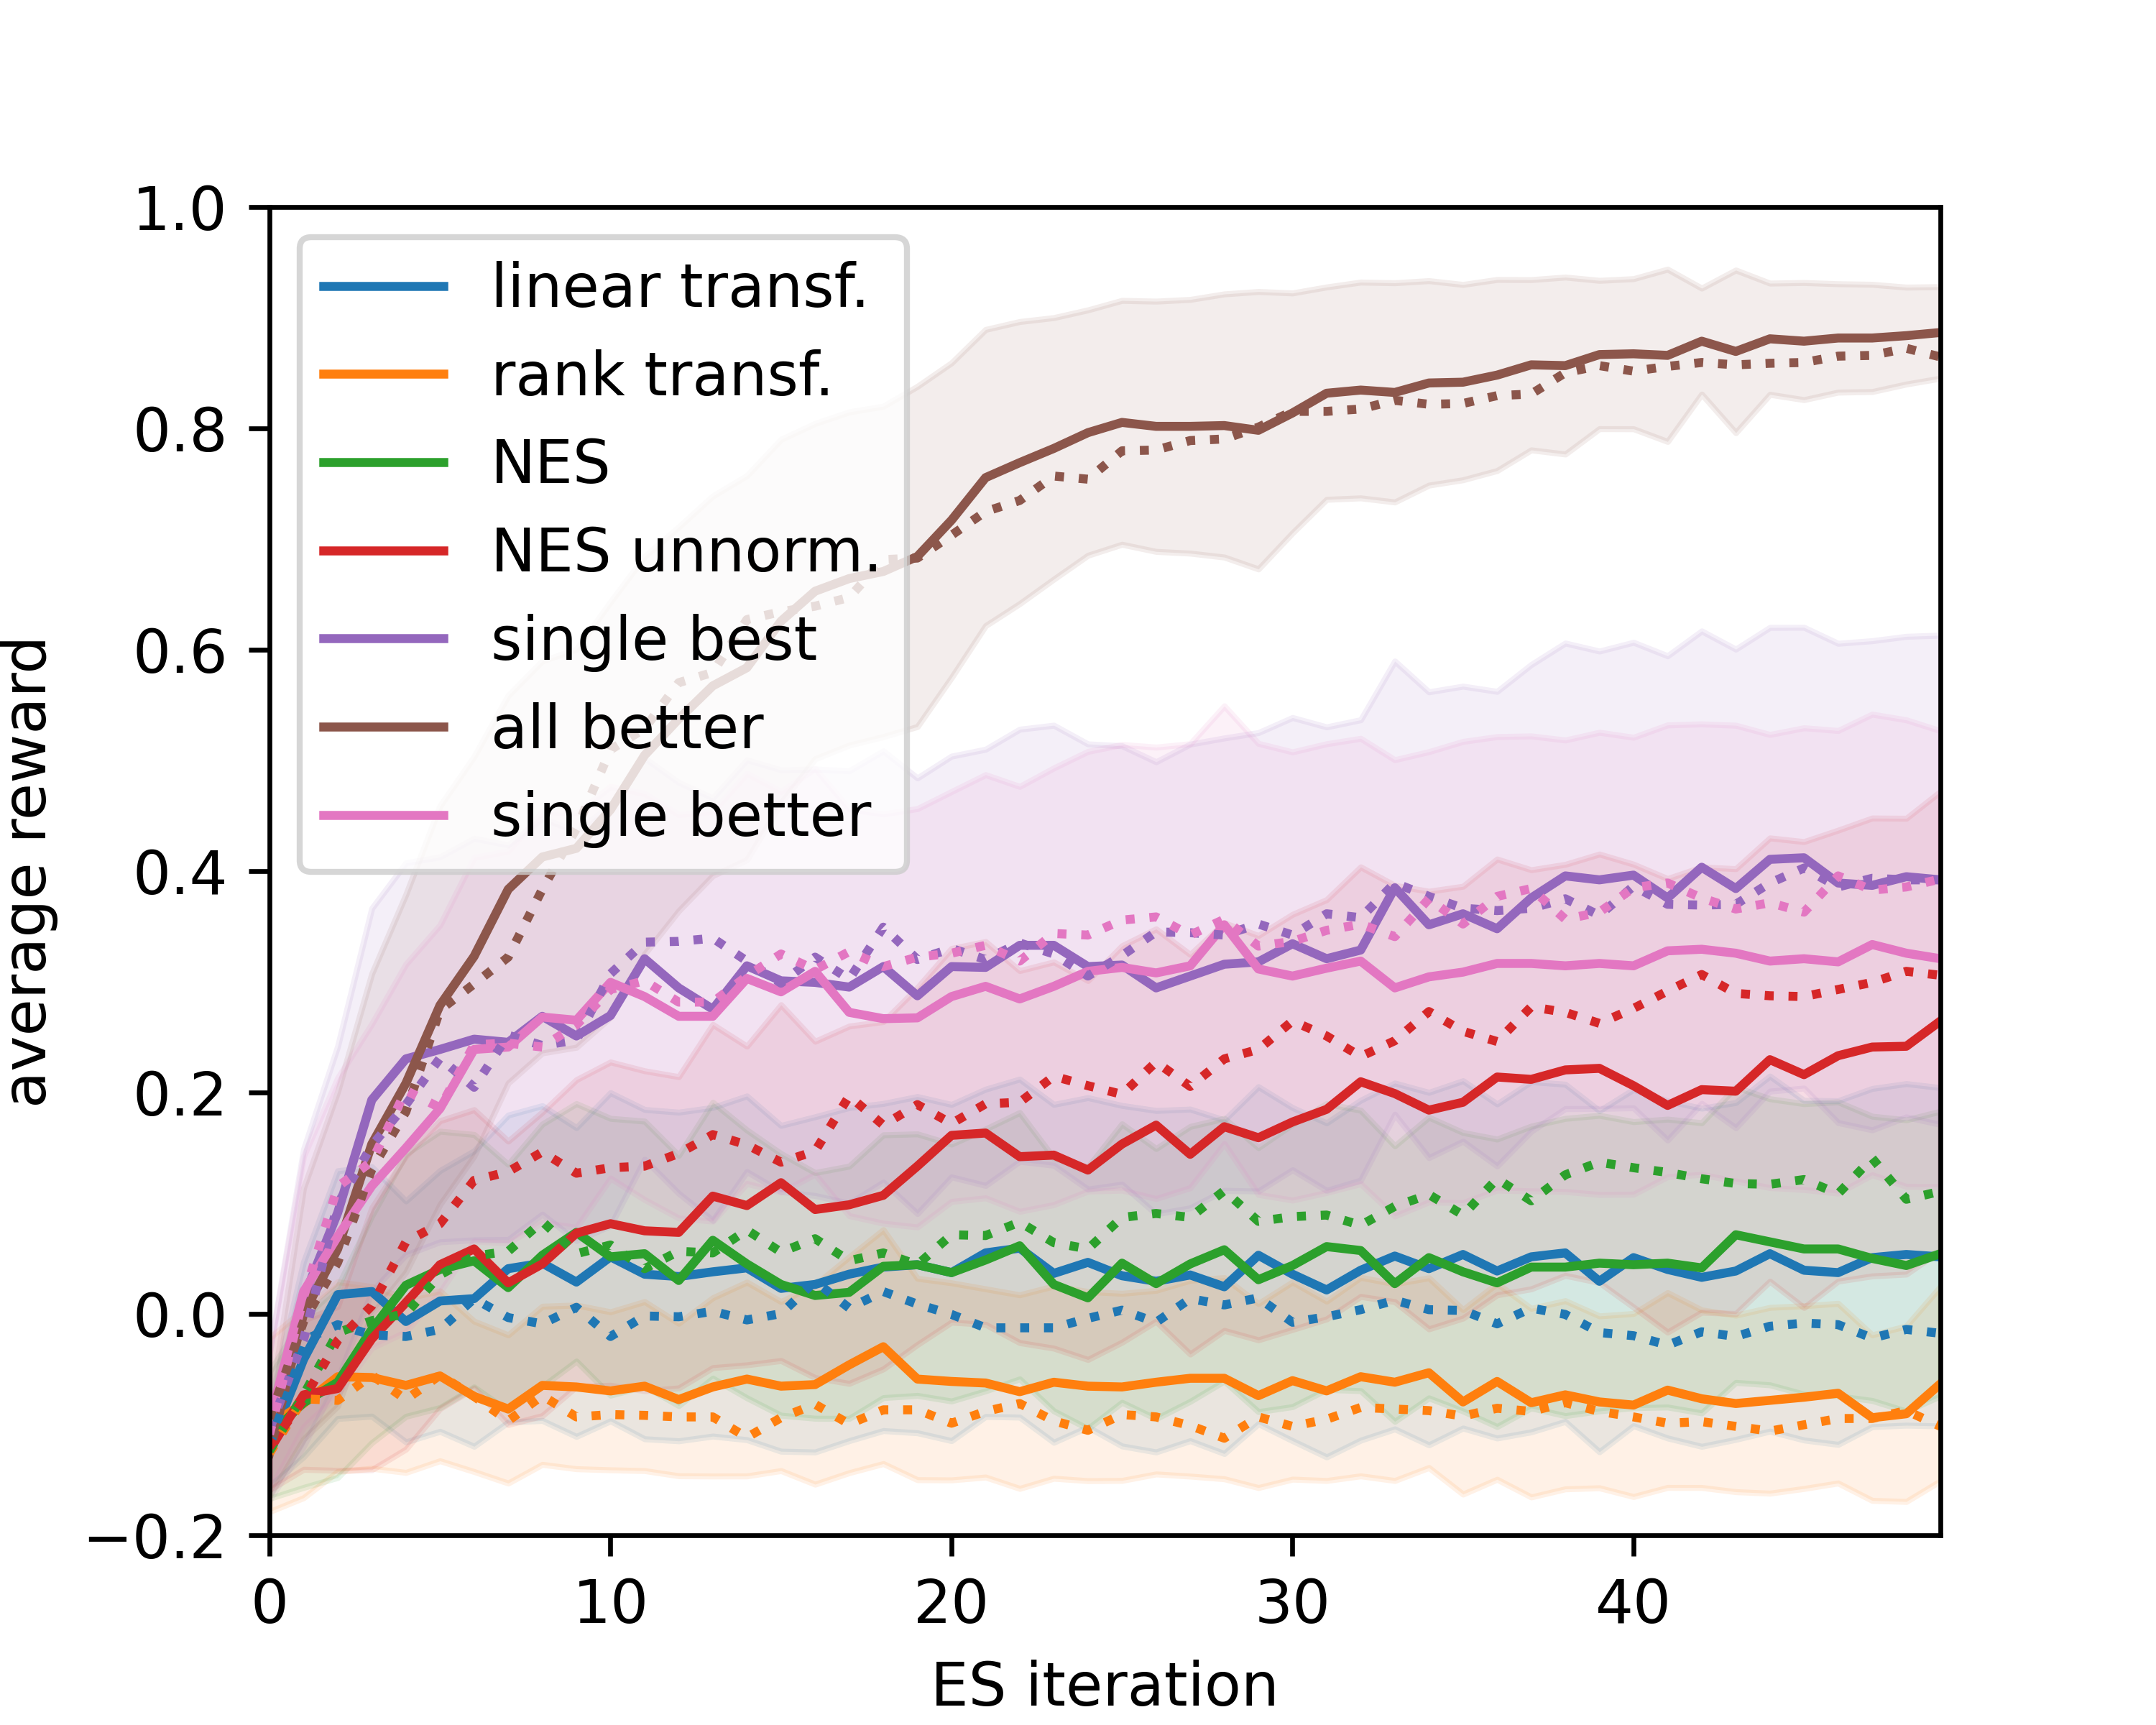 1.0
0.8
0.6
0.4
0.2
0.0
−0.2
average reward
linear transf.
rank transf.
NES
NES unnorm.
single best
all better
single better
0
10
20
30
40
ES iteration